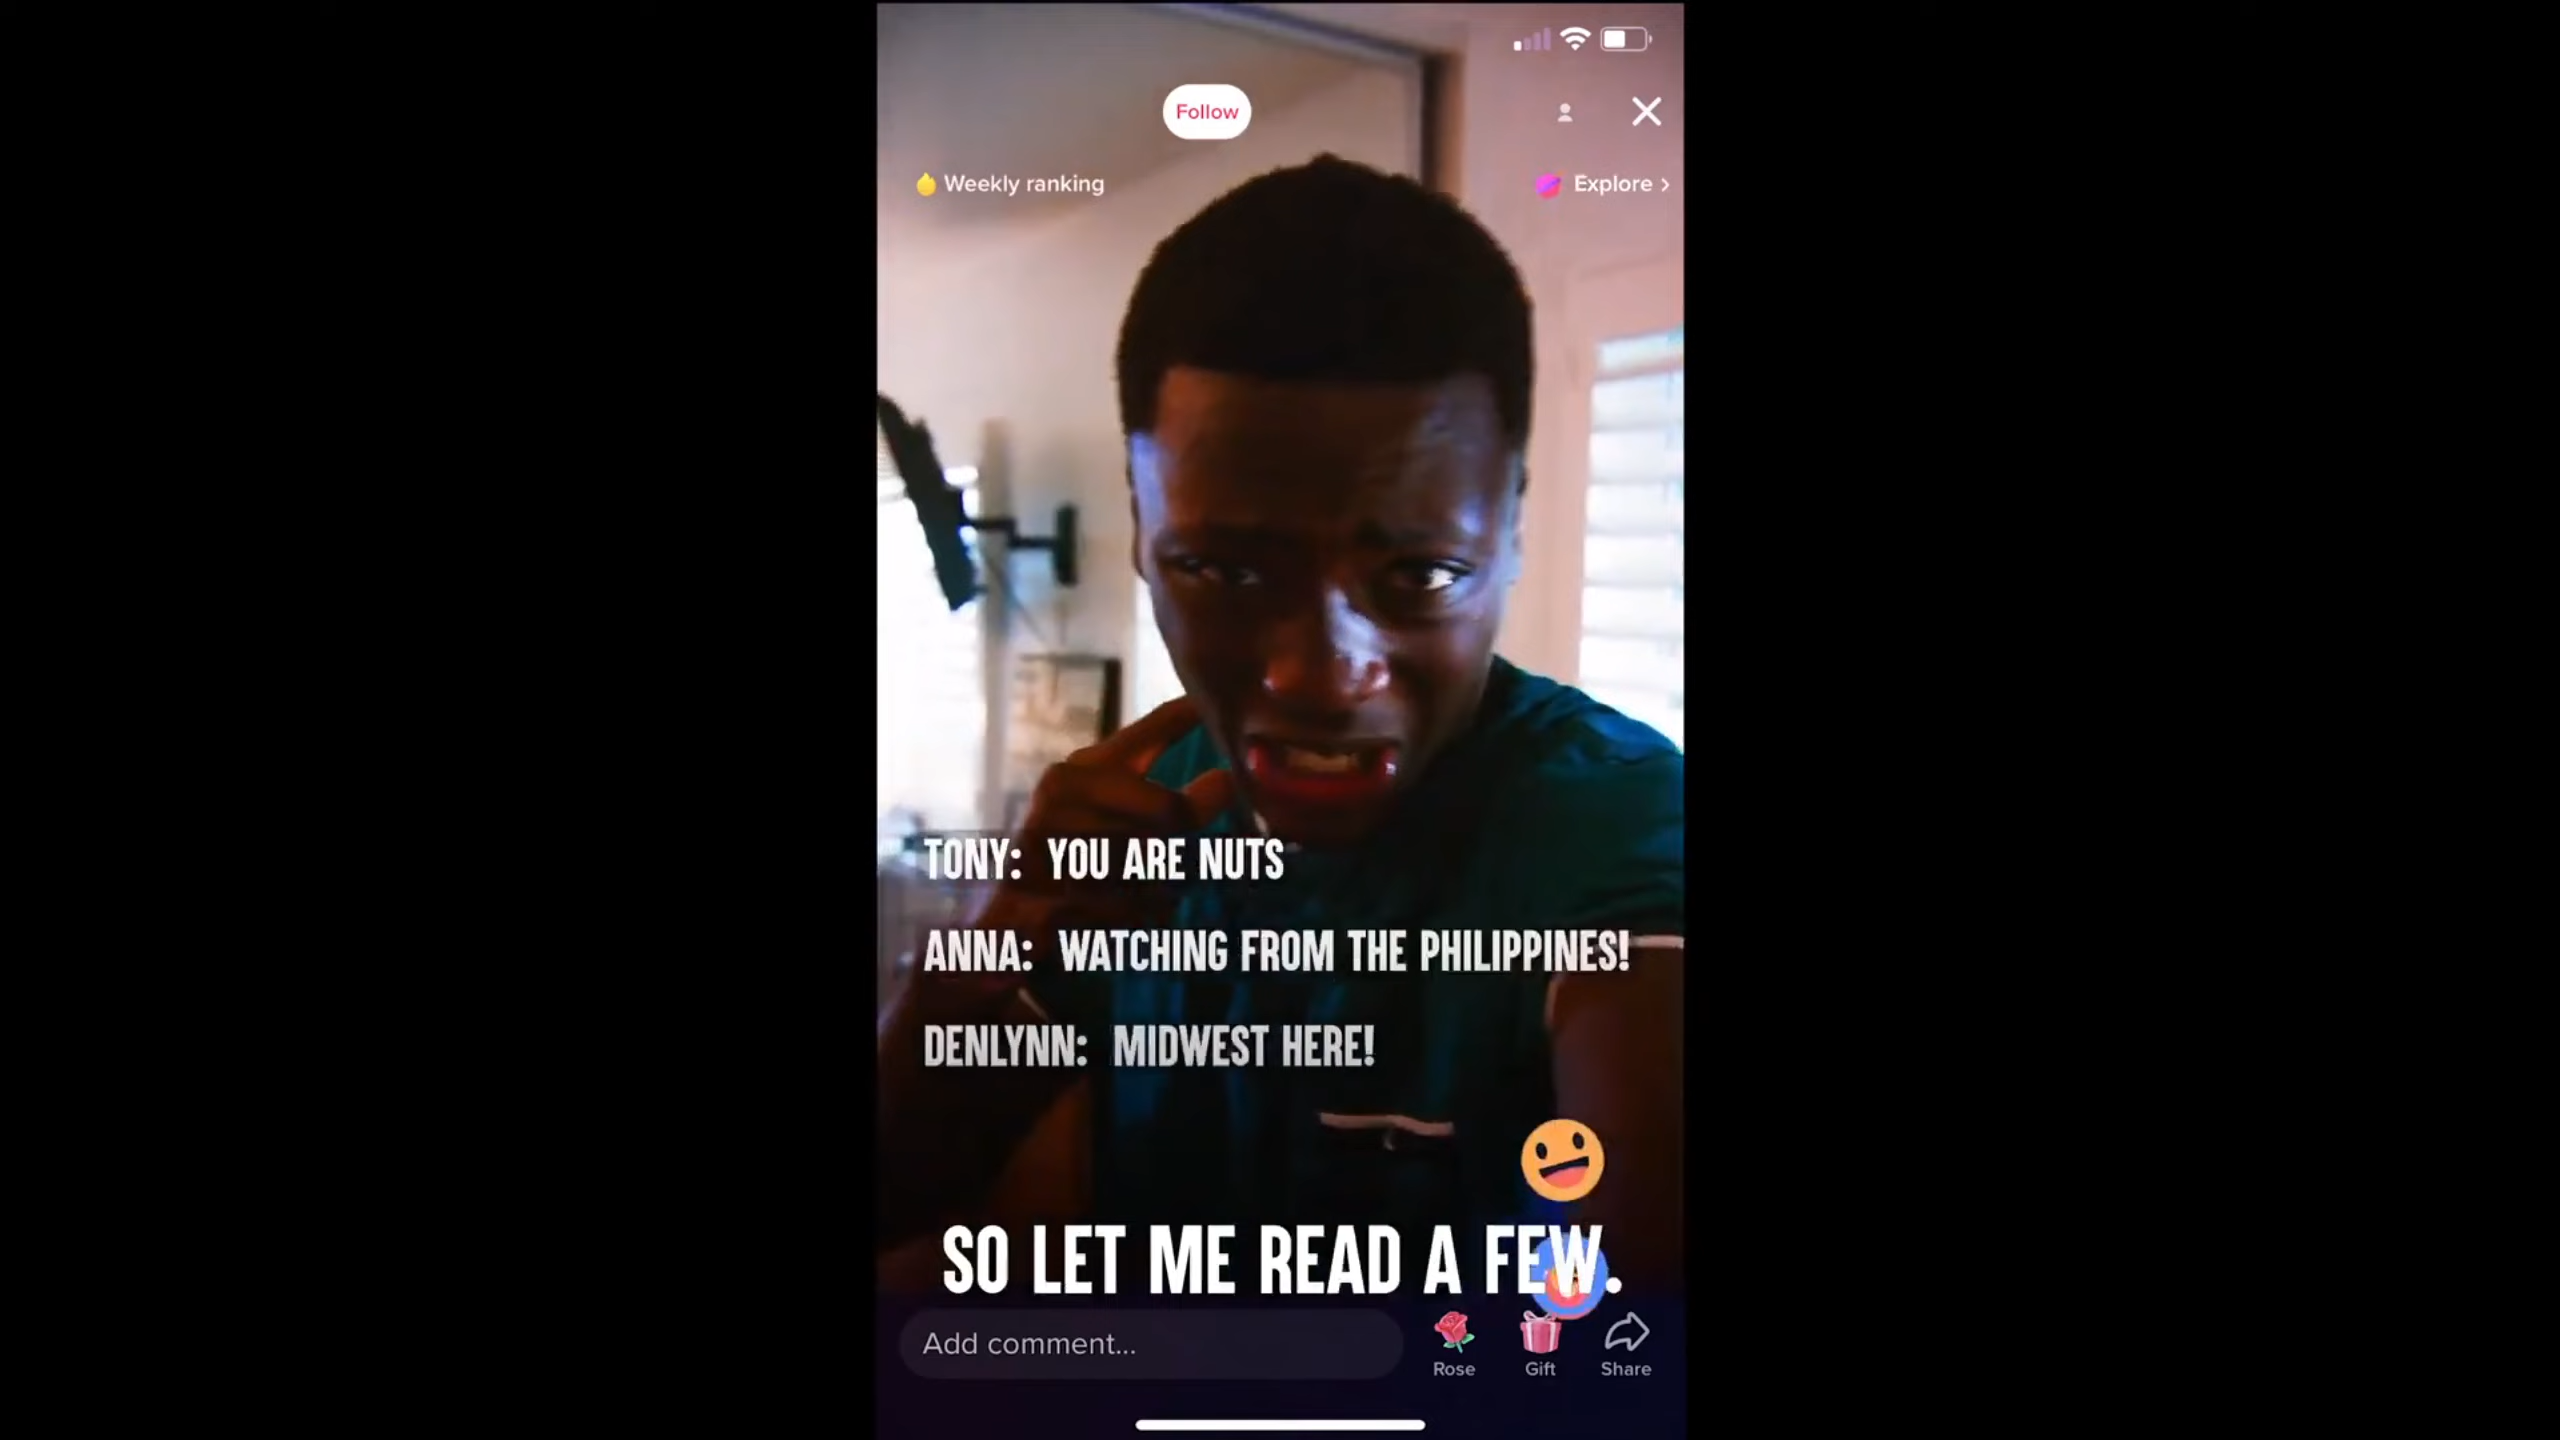 Follow
Weekly ranking
Explore >
TONY: YOU ARE NUTS
ANNA: WATCHING FROM THE PHILIPPINES!
DENLYNN: MIDWEST HERE!
SO LET ME READ A FEW.
Add comment...
Rose
Gift
Share